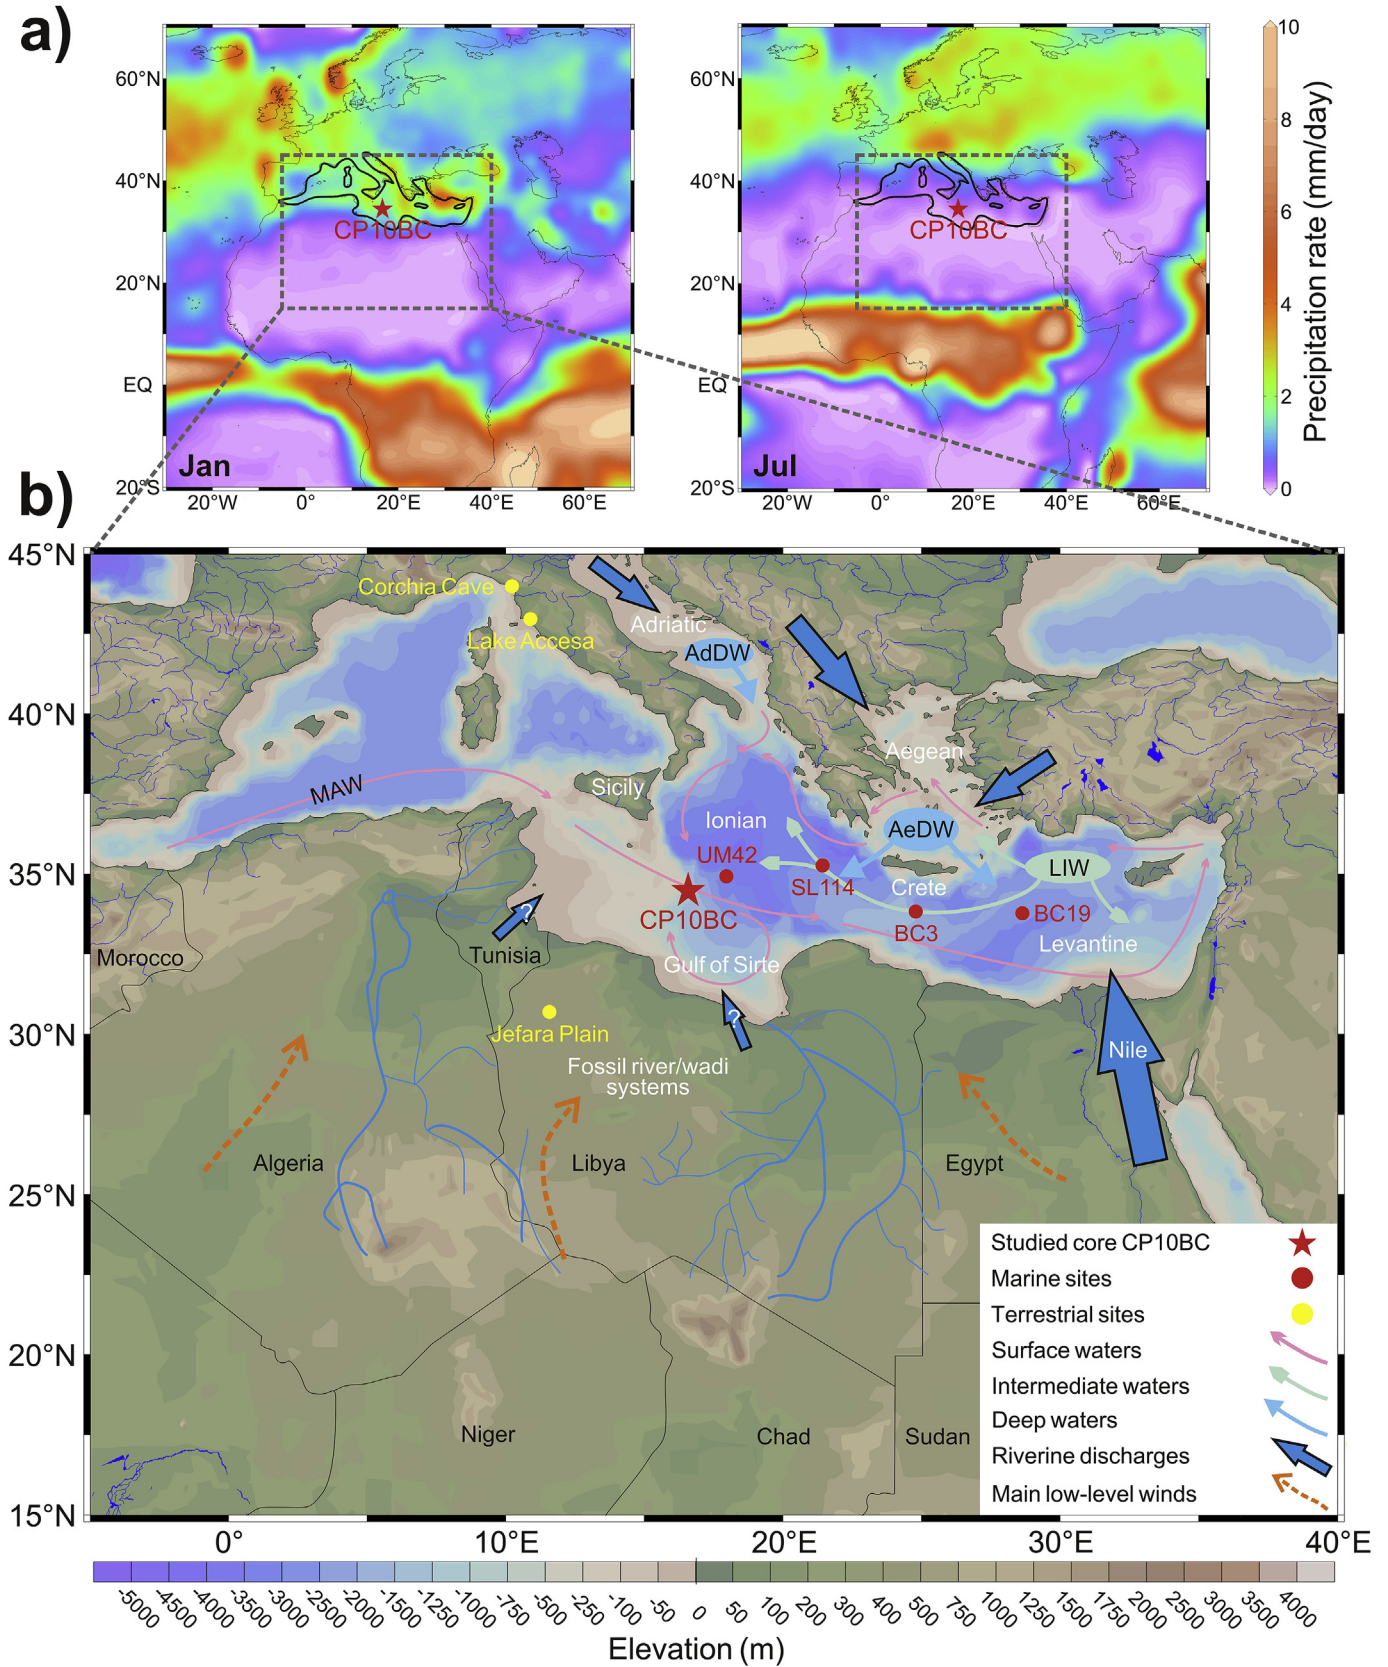 a)
60°N
40°N
20°N
EQ
20°S
CP10BC
Jan
20°W
0°
20°E
40°E
60°E
60°N
40°N
20°N
EQ
20°S
CP10BC
Jul
20°W
0°
20°E
40°E
60°E
10
8
6
4
2
0
Precipitation rate (mm/day)
b)
45°N
40°N
35°N
30°N
25°N
20°N
15°N
Corchia Cave
Lake Accesa
Adriatic
AdDW
Aegean
MAW
Sicily
Ionian
AeDW
UM42
SL114
LIW
Crete
CP10BC
BC3
BC19
Levantine
?
Morocco
Tunisia
Gulf of Sirte
?
Jefara Plain
Nile
Fossil river/wadi
systems
Algeria
Libya
Egypt
Niger
Chad
Sudan
Studied core CP10BC
Marine sites
Terrestrial sites
Surface waters
Intermediate waters
Deep waters
Riverine discharges
Main low-level winds
0°
10°E
20°E
30°E
40°E
-5000
-4500
-4000
-3500
-3000
-2500
-2000
-1500
-1250
-1000
-750
-500
-250
-100
-50
0
50
100
200
300
400
500
750
1000
1250
1500
1750
2000
2500
3000
3500
4000
Elevation (m)